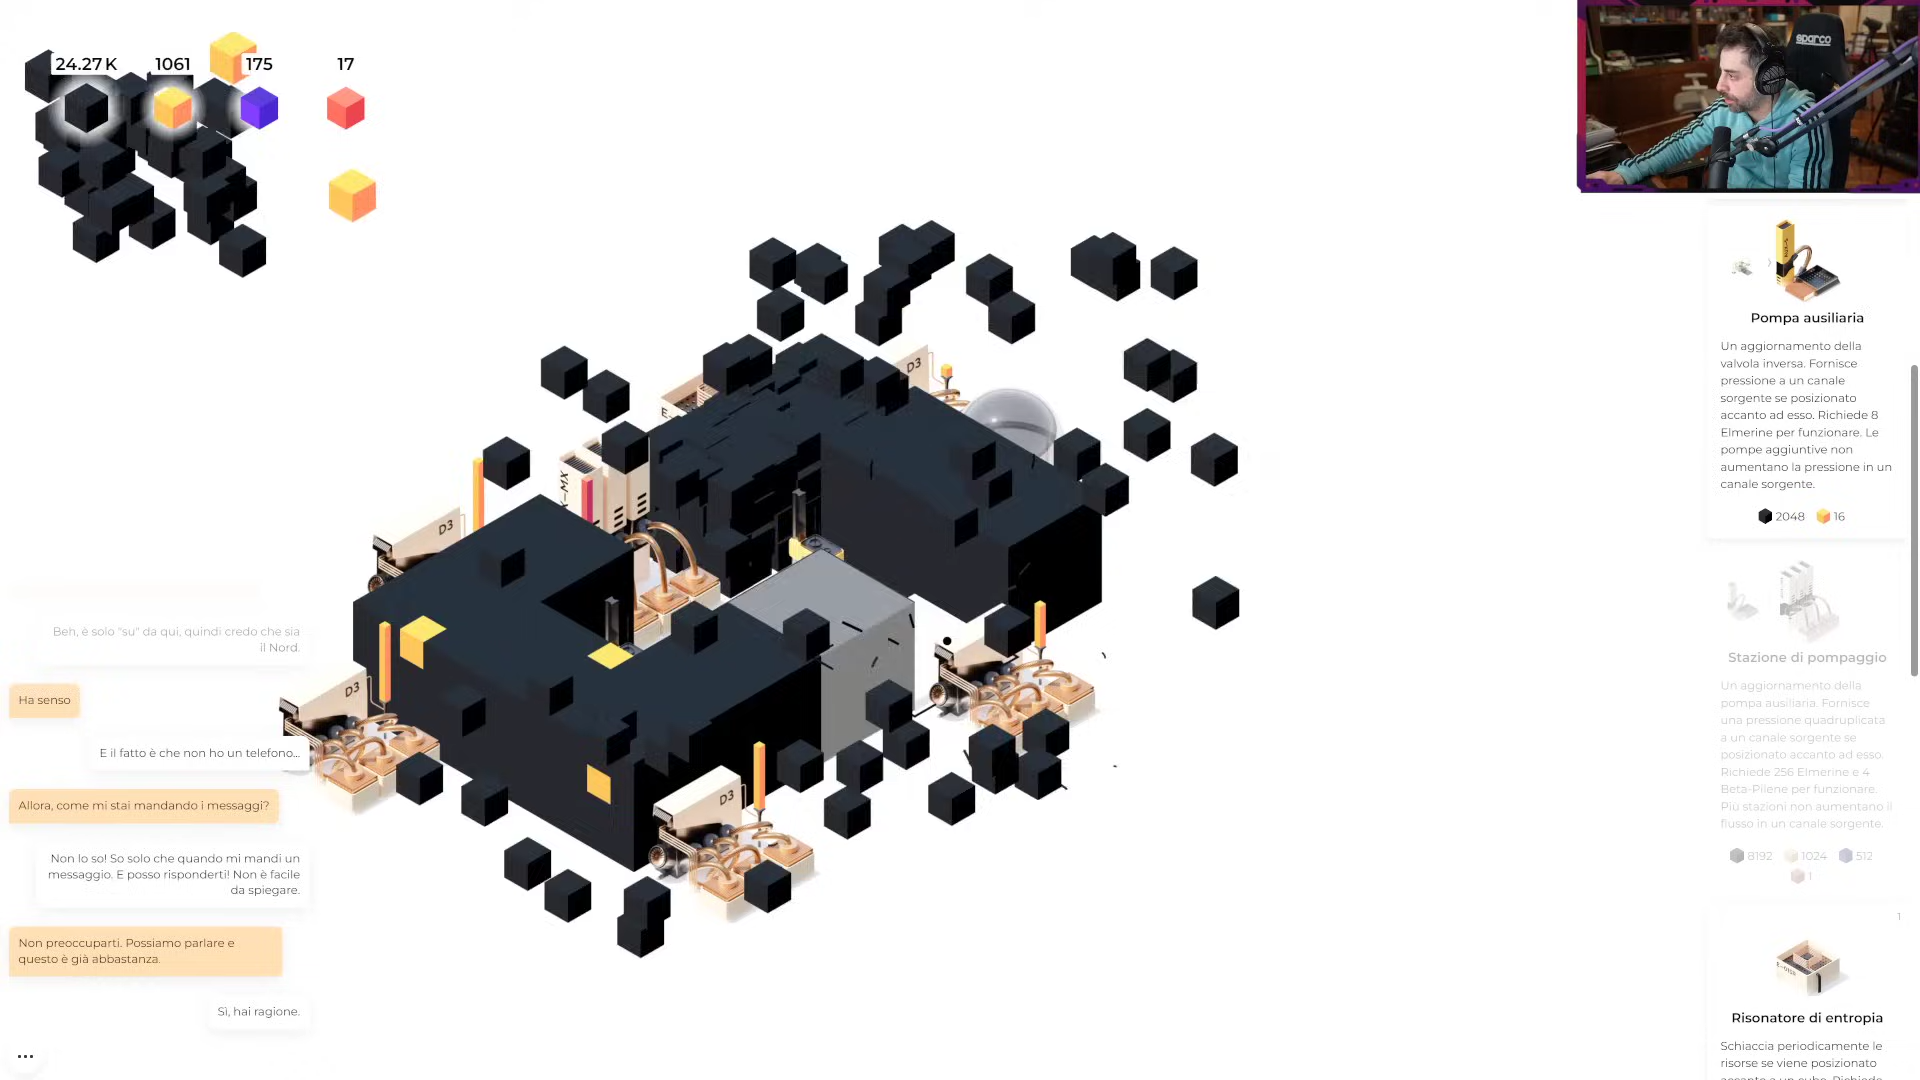 24.27 K 1061 175 17
sparco
D3
D3
D3
D3
D3
Pompa ausiliaria
Un aggiornamento della
valvola inversa. Fornisce
pressione a un canale
sorgente se posizionato
accanto ad esso. Richiede 8
Elmerine per funzionare. Le
pompe aggiuntive non
aumentano la pressione in un
canale sorgente.
2048 16
Stazione di pompaggio
Un aggiornamento della
pompa ausiliaria. Fornisce
una pressione quadruplicata
a un canale sorgente se
posizionato accanto ad esso.
Richiede 256 Elmerine e 4
Beta-Pilene per funzionare.
Più stazioni non aumentano il
flusso in un canale sorgente.
8192 1024 512
1
1
Risonatore di entropia
Schiaccia periodicamente le
risorse se viene posizionato
Beh, è solo "su" da qui, quindi credo che sia
il Nord.
Ha senso
E il fatto è che non ho un telefono...
Allora, come mi stai mandando i messaggi?
Non lo so! So solo che quando mi mandi un
messaggio. E posso risponderti! Non è facile
da spiegare.
Non preoccuparti. Possiamo parlare e
questo è già abbastanza.
Sì, hai ragione.
...